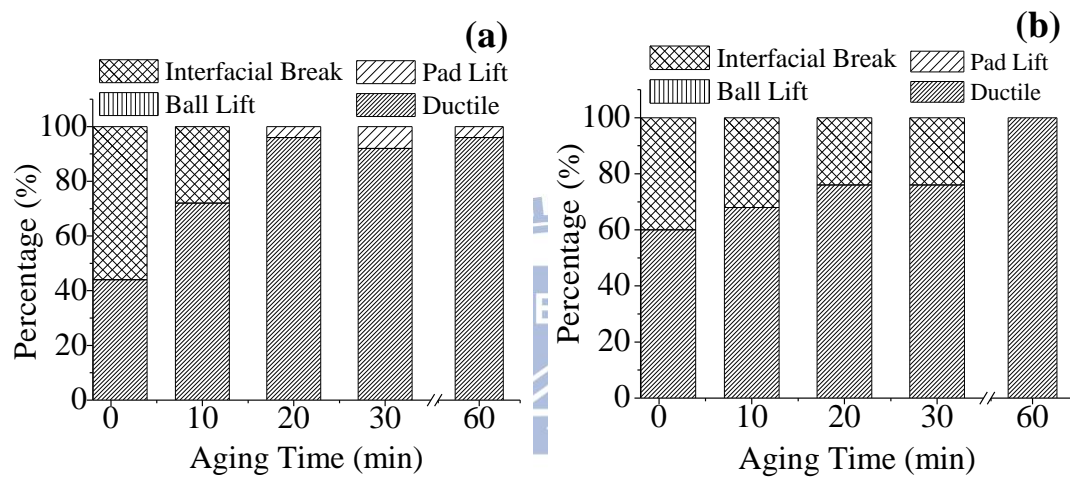 (a)
Interfacial Break
Pad Lift
Ball Lift
Ductile
100
80
60
40
20
0
Percentage (%)
0 10 20 30 60
Aging Time (min)
(b)
Interfacial Break
Pad Lift
Ball Lift
Ductile
100
80
60
40
20
0
Percentage (%)
0 10 20 30 60
Aging Time (min)
E